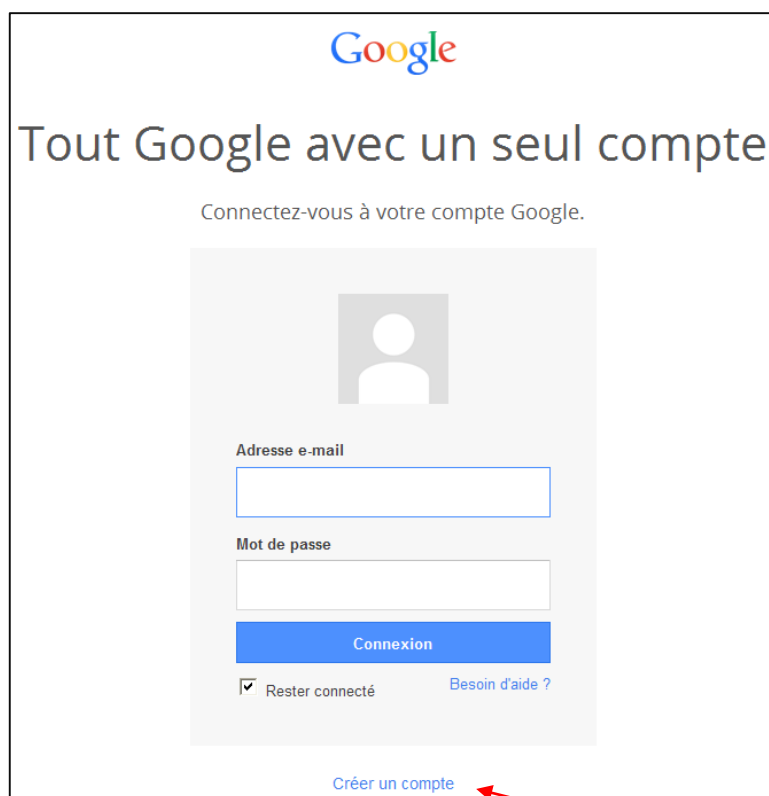 Google
Tout Google avec un seul compte
Connectez-vous à votre compte Google.
Adresse e-mail
Mot de passe
Connexion
Rester connecté
Besoin d'aide ?
Créer un compte